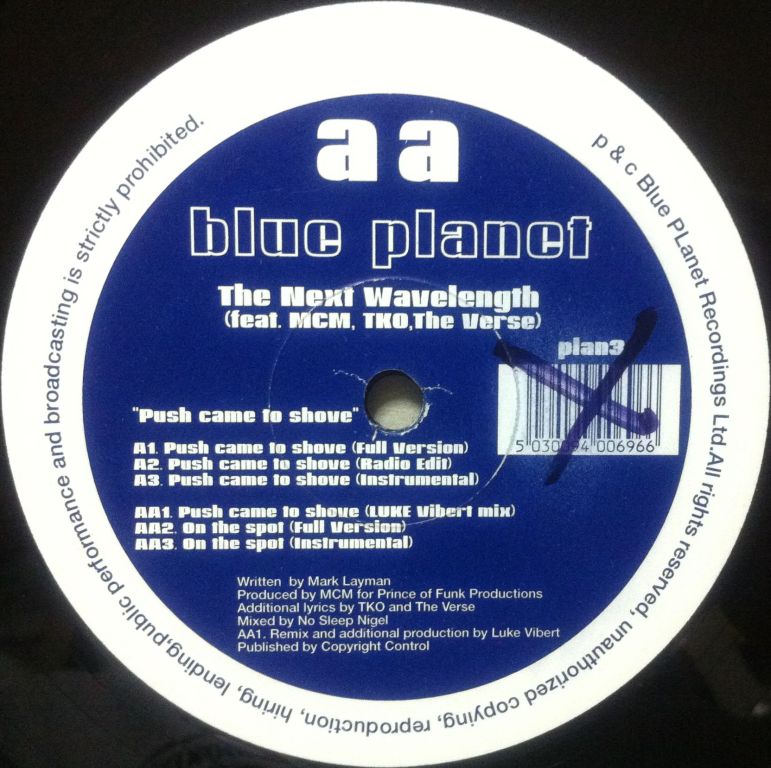 aa
blue planet
The Next Wavelength
(feat. MCM, TKO,The Verse)
plan3
"Push came to shove"
A1. Push came to shove (Full Version)
A2. Push came to shove (Radio Edit)
A3. Push came to shove (Instrumental)
AA1. Push came to shove (LUKE Vibert mix)
AA2. On the spot (Full Version)
AA3. On the spot (Instrumental)
Written by Mark Layman
Produced by MCM for Prince of Funk Productions
Additional lyrics by TKO and The Verse
Mixed by No Sleep Nigel
AA1. Remix and additional production by Luke Vibert
Published by Copyright Control
p & c Blue PLanet Recordings Ltd.All rights reserved, unauthorized copying, reproduction, hiring, lending,public performance and broadcasting is strictly prohibited.